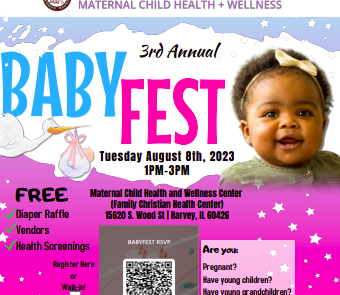 MATERNAL CHILD HEALTH + WELLNESS
3rd Annual
BABY
FEST
Tuesday August 8th, 2023
1PM-3PM
Maternal Child Health and Wellness Center
(Family Christian Health Center)
15620 S. Wood St | Harvey, IL 60426
FREE
Diaper Raffle
Vendors
Health Screenings
Register Here
or
Walk-in!
BABYFEST RSVP
Are you:
Pregnant?
Have young children?
Have young grandchildren?